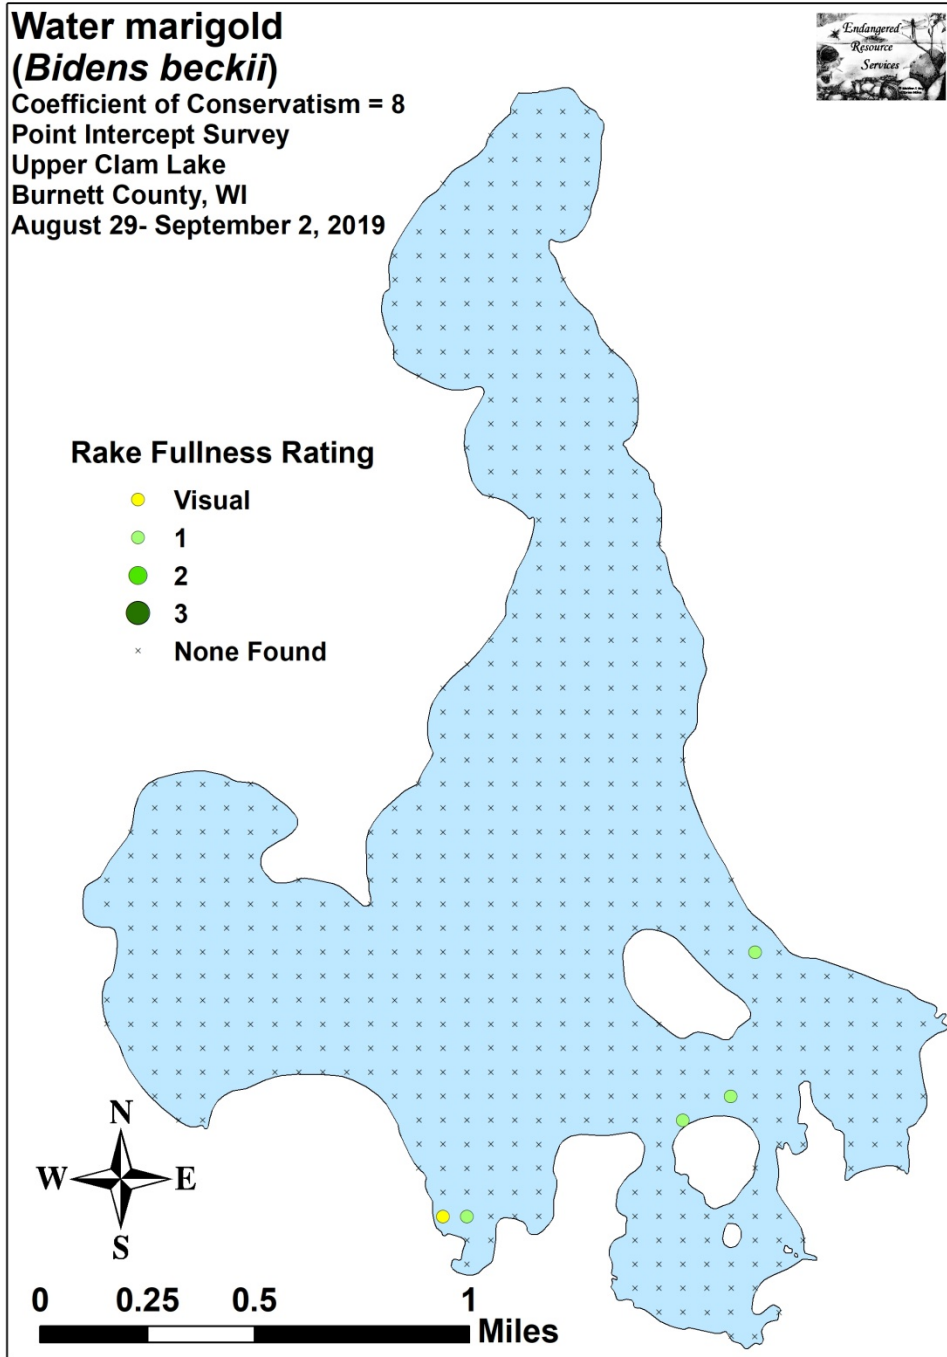 Water marigold
(Bidens beckii)
Coefficient of Conservatism = 8
Point Intercept Survey
Upper Clam Lake
Burnett County, WI
August 29- September 2, 2019
Endangered
Resource
Services
Rake Fullness Rating
Visual
1
2
3
None Found
N
W E
S
0 0.25 0.5 1
Miles